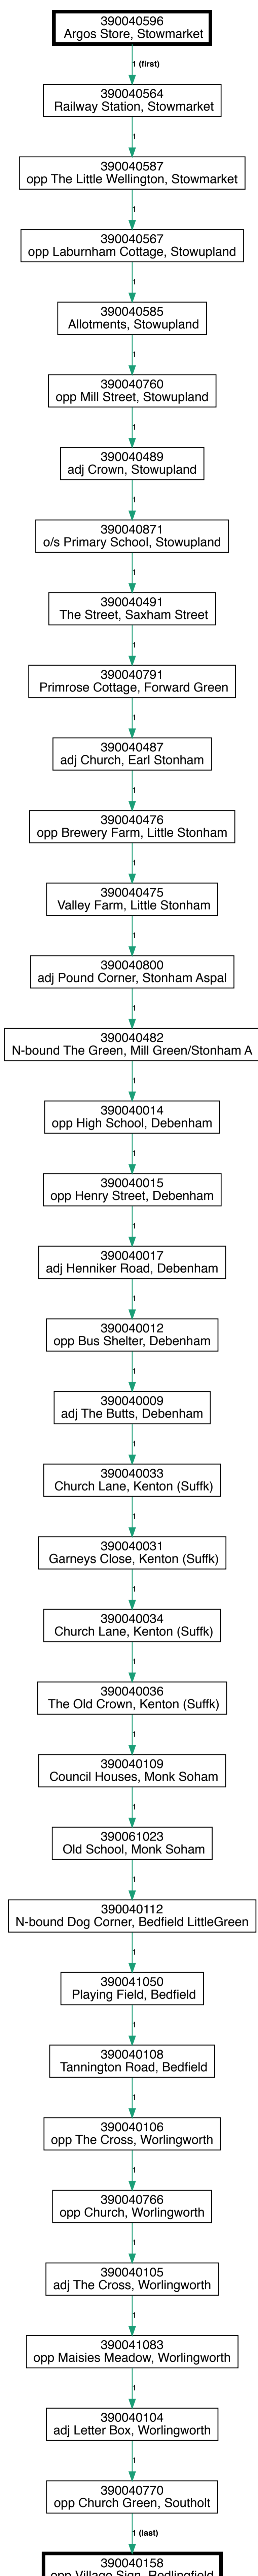 390040596
Argos Store, Stowmarket
1 (first)
390040564
Railway Station, Stowmarket
1
390040587
opp The Little Wellington, Stowmarket
1
390040567
opp Laburnham Cottage, Stowupland
1
390040585
Allotments, Stowupland
1
390040760
opp Mill Street, Stowupland
1
390040489
adj Crown, Stowupland
1
390040871
o/s Primary School, Stowupland
1
390040491
The Street, Saxham Street
1
390040791
Primrose Cottage, Forward Green
1
390040487
adj Church, Earl Stonham
1
390040476
opp Brewery Farm, Little Stonham
1
390040475
Valley Farm, Little Stonham
1
390040800
adj Pound Corner, Stonham Aspal
1
390040482
N-bound The Green, Mill Green/Stonham A
1
390040014
opp High School, Debenham
1
390040015
opp Henry Street, Debenham
1
390040017
adj Henniker Road, Debenham
1
390040012
opp Bus Shelter, Debenham
1
390040009
adj The Butts, Debenham
1
390040033
Church Lane, Kenton (Suffk)
1
390040031
Garneys Close, Kenton (Suffk)
1
390040034
Church Lane, Kenton (Suffk)
1
390040036
The Old Crown, Kenton (Suffk)
1
390040109
Council Houses, Monk Soham
1
390061023
Old School, Monk Soham
1
390040112
N-bound Dog Corner, Bedfield LittleGreen
1
390041050
Playing Field, Bedfield
1
390040108
Tannington Road, Bedfield
1
390040106
opp The Cross, Worlingworth
1
390040766
opp Church, Worlingworth
1
390040105
adj The Cross, Worlingworth
1
390041083
opp Maisies Meadow, Worlingworth
1
390040104
adj Letter Box, Worlingworth
1
390040770
opp Church Green, Southolt
1 (last)
390040158
opp Village Sign, Redlingfield